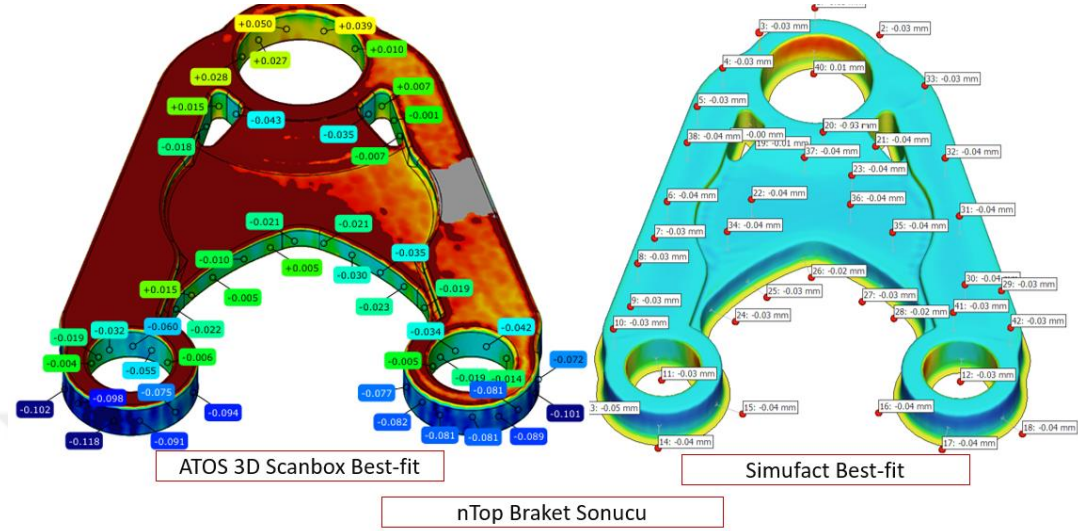 +0.050
+0.039
+0.027
+0.010
+0.028
+0.007
+0.015
-0.043
-0.001
-0.035
-0.018
-0.007
-0.021
-0.021
-0.010
-0.035
+0.005
-0.030
+0.015
-0.005
-0.019
-0.023
-0.022
-0.060
-0.032
-0.019
-0.034
-0.042
-0.004
-0.006
-0.005
-0.072
-0.055
-0.019
-0.014
-0.098
-0.075
-0.077
-0.081
-0.102
-0.094
-0.082
-0.101
-0.118
-0.091
-0.081
-0.081
-0.089
3: -0.03 mm
2: -0.03 mm
4: -0.03 mm
40: 0.01 mm
33: -0.03 mm
5: -0.03 mm
38: -0.04 mm
-0.00 mm
19: -0.01 mm
21: -0.04 mm
37: -0.04 mm
32: -0.04 mm
23: -0.04 mm
6: -0.03 mm
22: -0.04 mm
36: -0.04 mm
31: -0.04 mm
7: -0.03 mm
34: -0.04 mm
35: -0.04 mm
8: -0.03 mm
26: -0.02 mm
30: -0.04
29: -0.03 mm
25: -0.03 mm
9: -0.03 mm
27: -0.03 mm
24: -0.03 mm
28: -0.02 mm
41: -0.03 mm
10: -0.03 mm
42: -0.03 mm
11: -0.03 mm
12: -0.03 mm
3: -0.05 mm
15: -0.04 mm
16: -0.04 mm
14: -0.04 mm
17: -0.04 mm
18: -0.04 mm
ATOS 3D Scanbox Best-fit
Simufact Best-fit
nTop Braket Sonucu